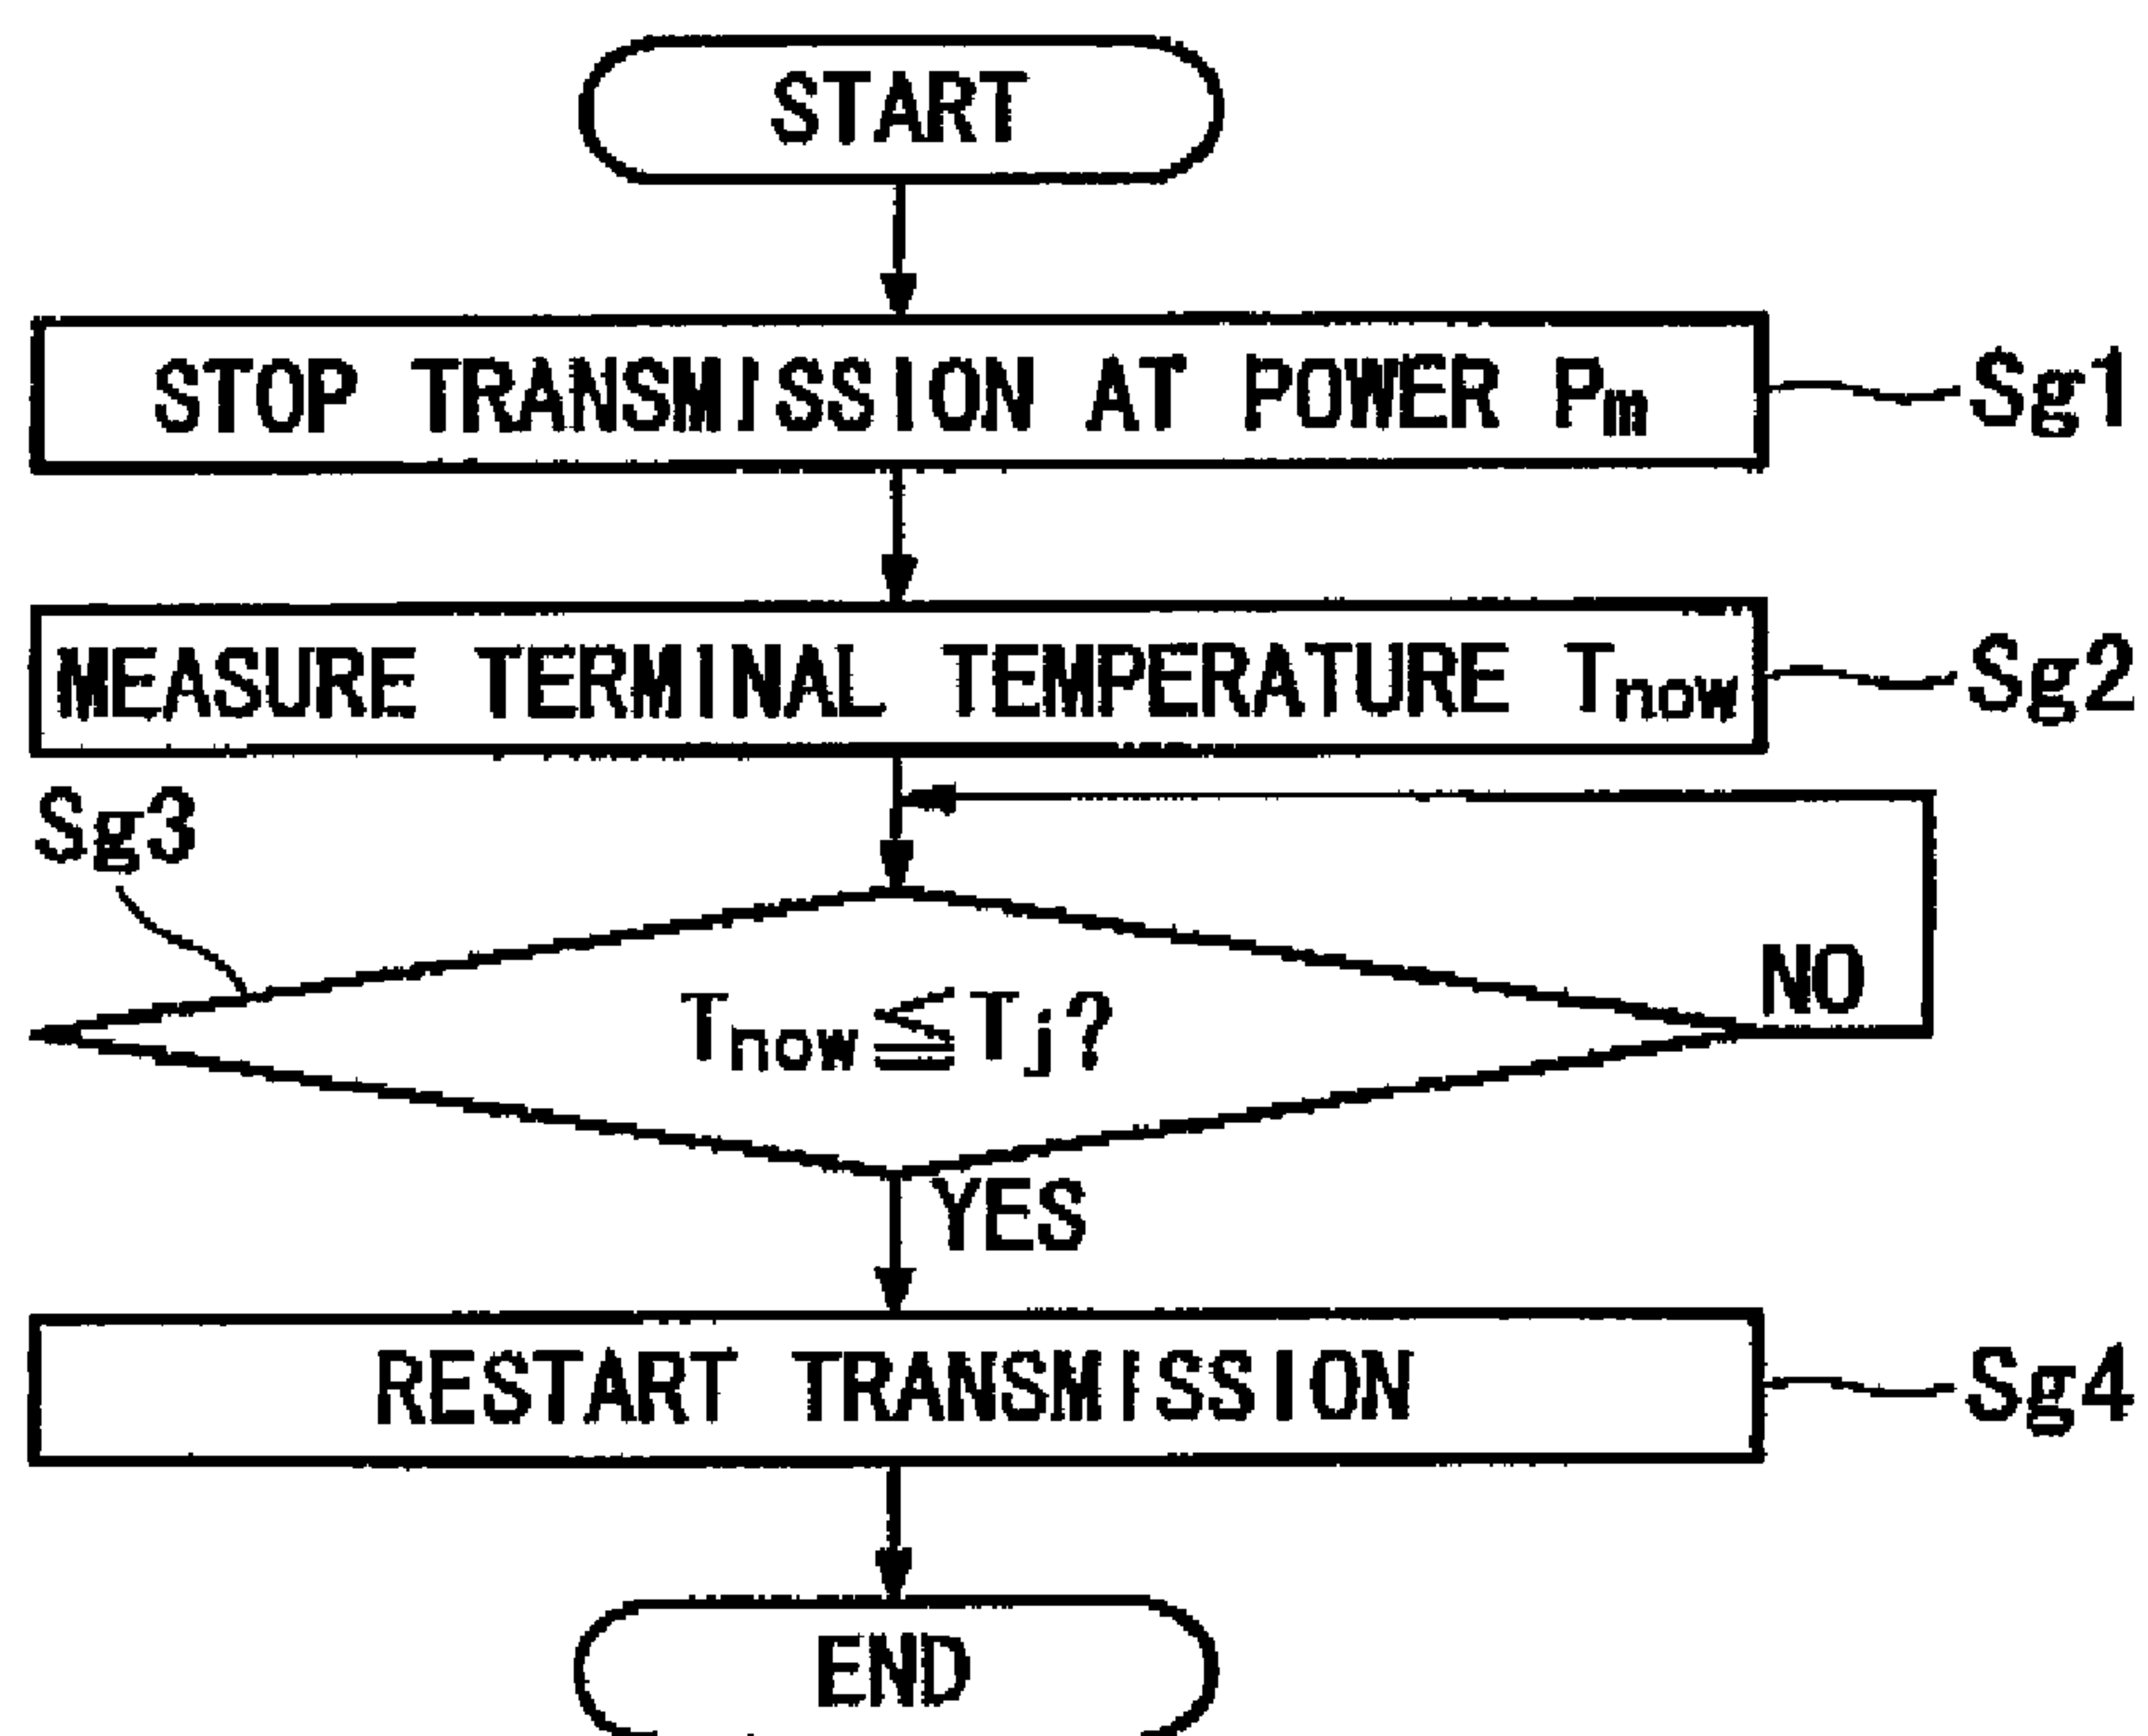 START
STOP TRANSMISSION AT POWER Pm
Sg1
MEASURE TERMINAL TEMPERATURE Tnow
Sg2
Sg3
Tnow≦Tj?
NO
YES
RESTART TRANSMISSION
Sg4
END